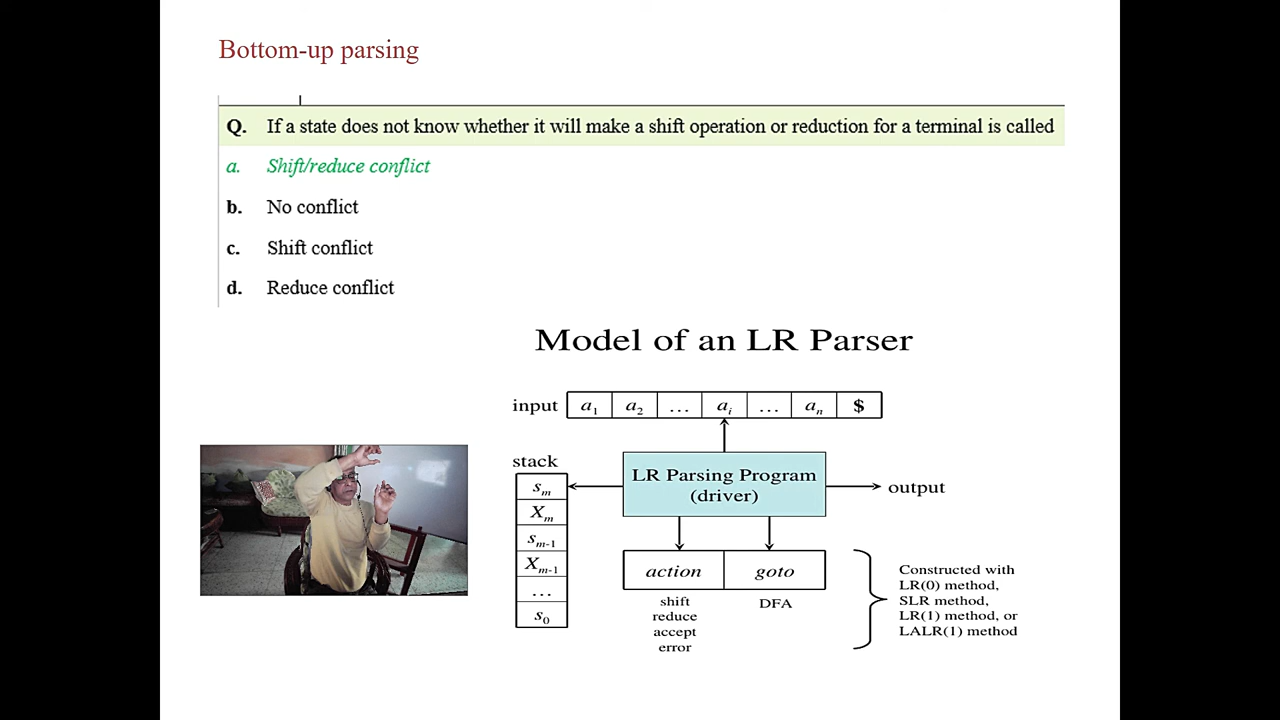 Bottom-up parsing
Q. If a state does not know whether it will make a shift operation or reduction for a terminal is called
a. Shift/reduce conflict
b. No conflict
c. Shift conflict
d. Reduce conflict
Model of an LR Parser
input a1 a2 … ai … an $
stack
LR Parsing Program
(driver)
output
sm
Xm
sm-1
Xm-1
…
s0
action goto
shift
reduce
accept
error
DFA
Constructed with
LR(0) method,
SLR method,
LR(1) method, or
LALR(1) method